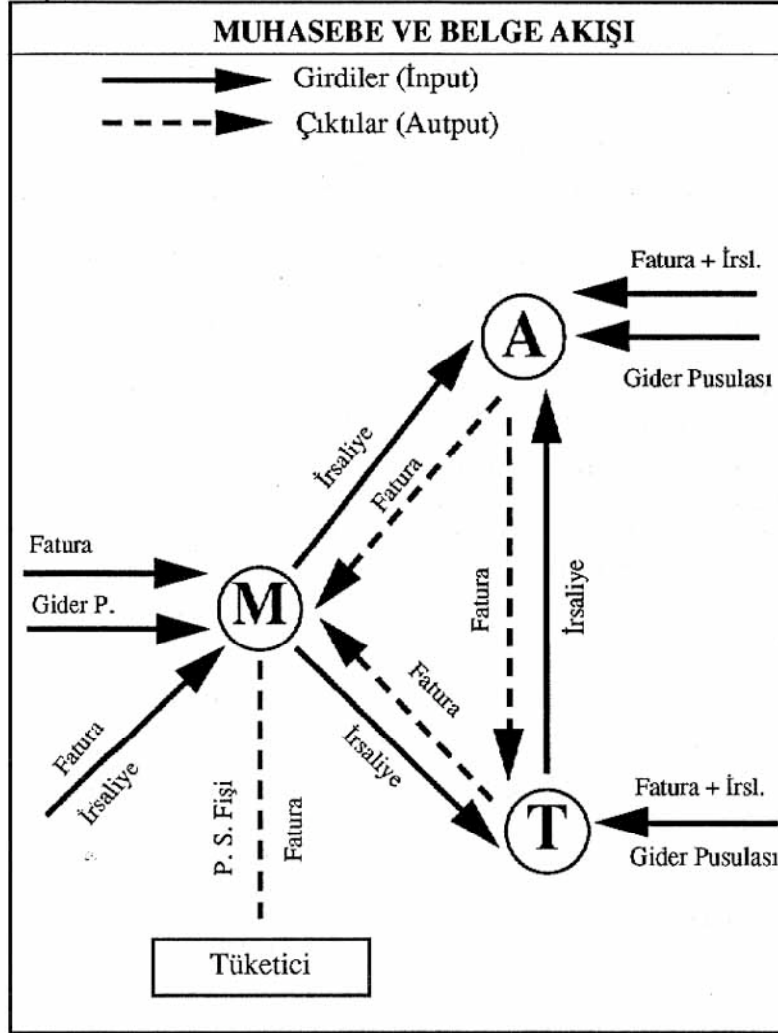 MUHASEBE VE BELGE AKIŞI
Girdiler (İnput)
Çıktılar (Autput)
Fatura + İrsl.
A
Gider Pusulası
İrsaliye
Fatura
Fatura
M
Gider P.
Fatura
İrsaliye
Fatura
İrsaliye
Fatura
İrsaliye
P. S. Fişi
Fatura
Fatura + İrsl.
T
Gider Pusulası
Tüketici